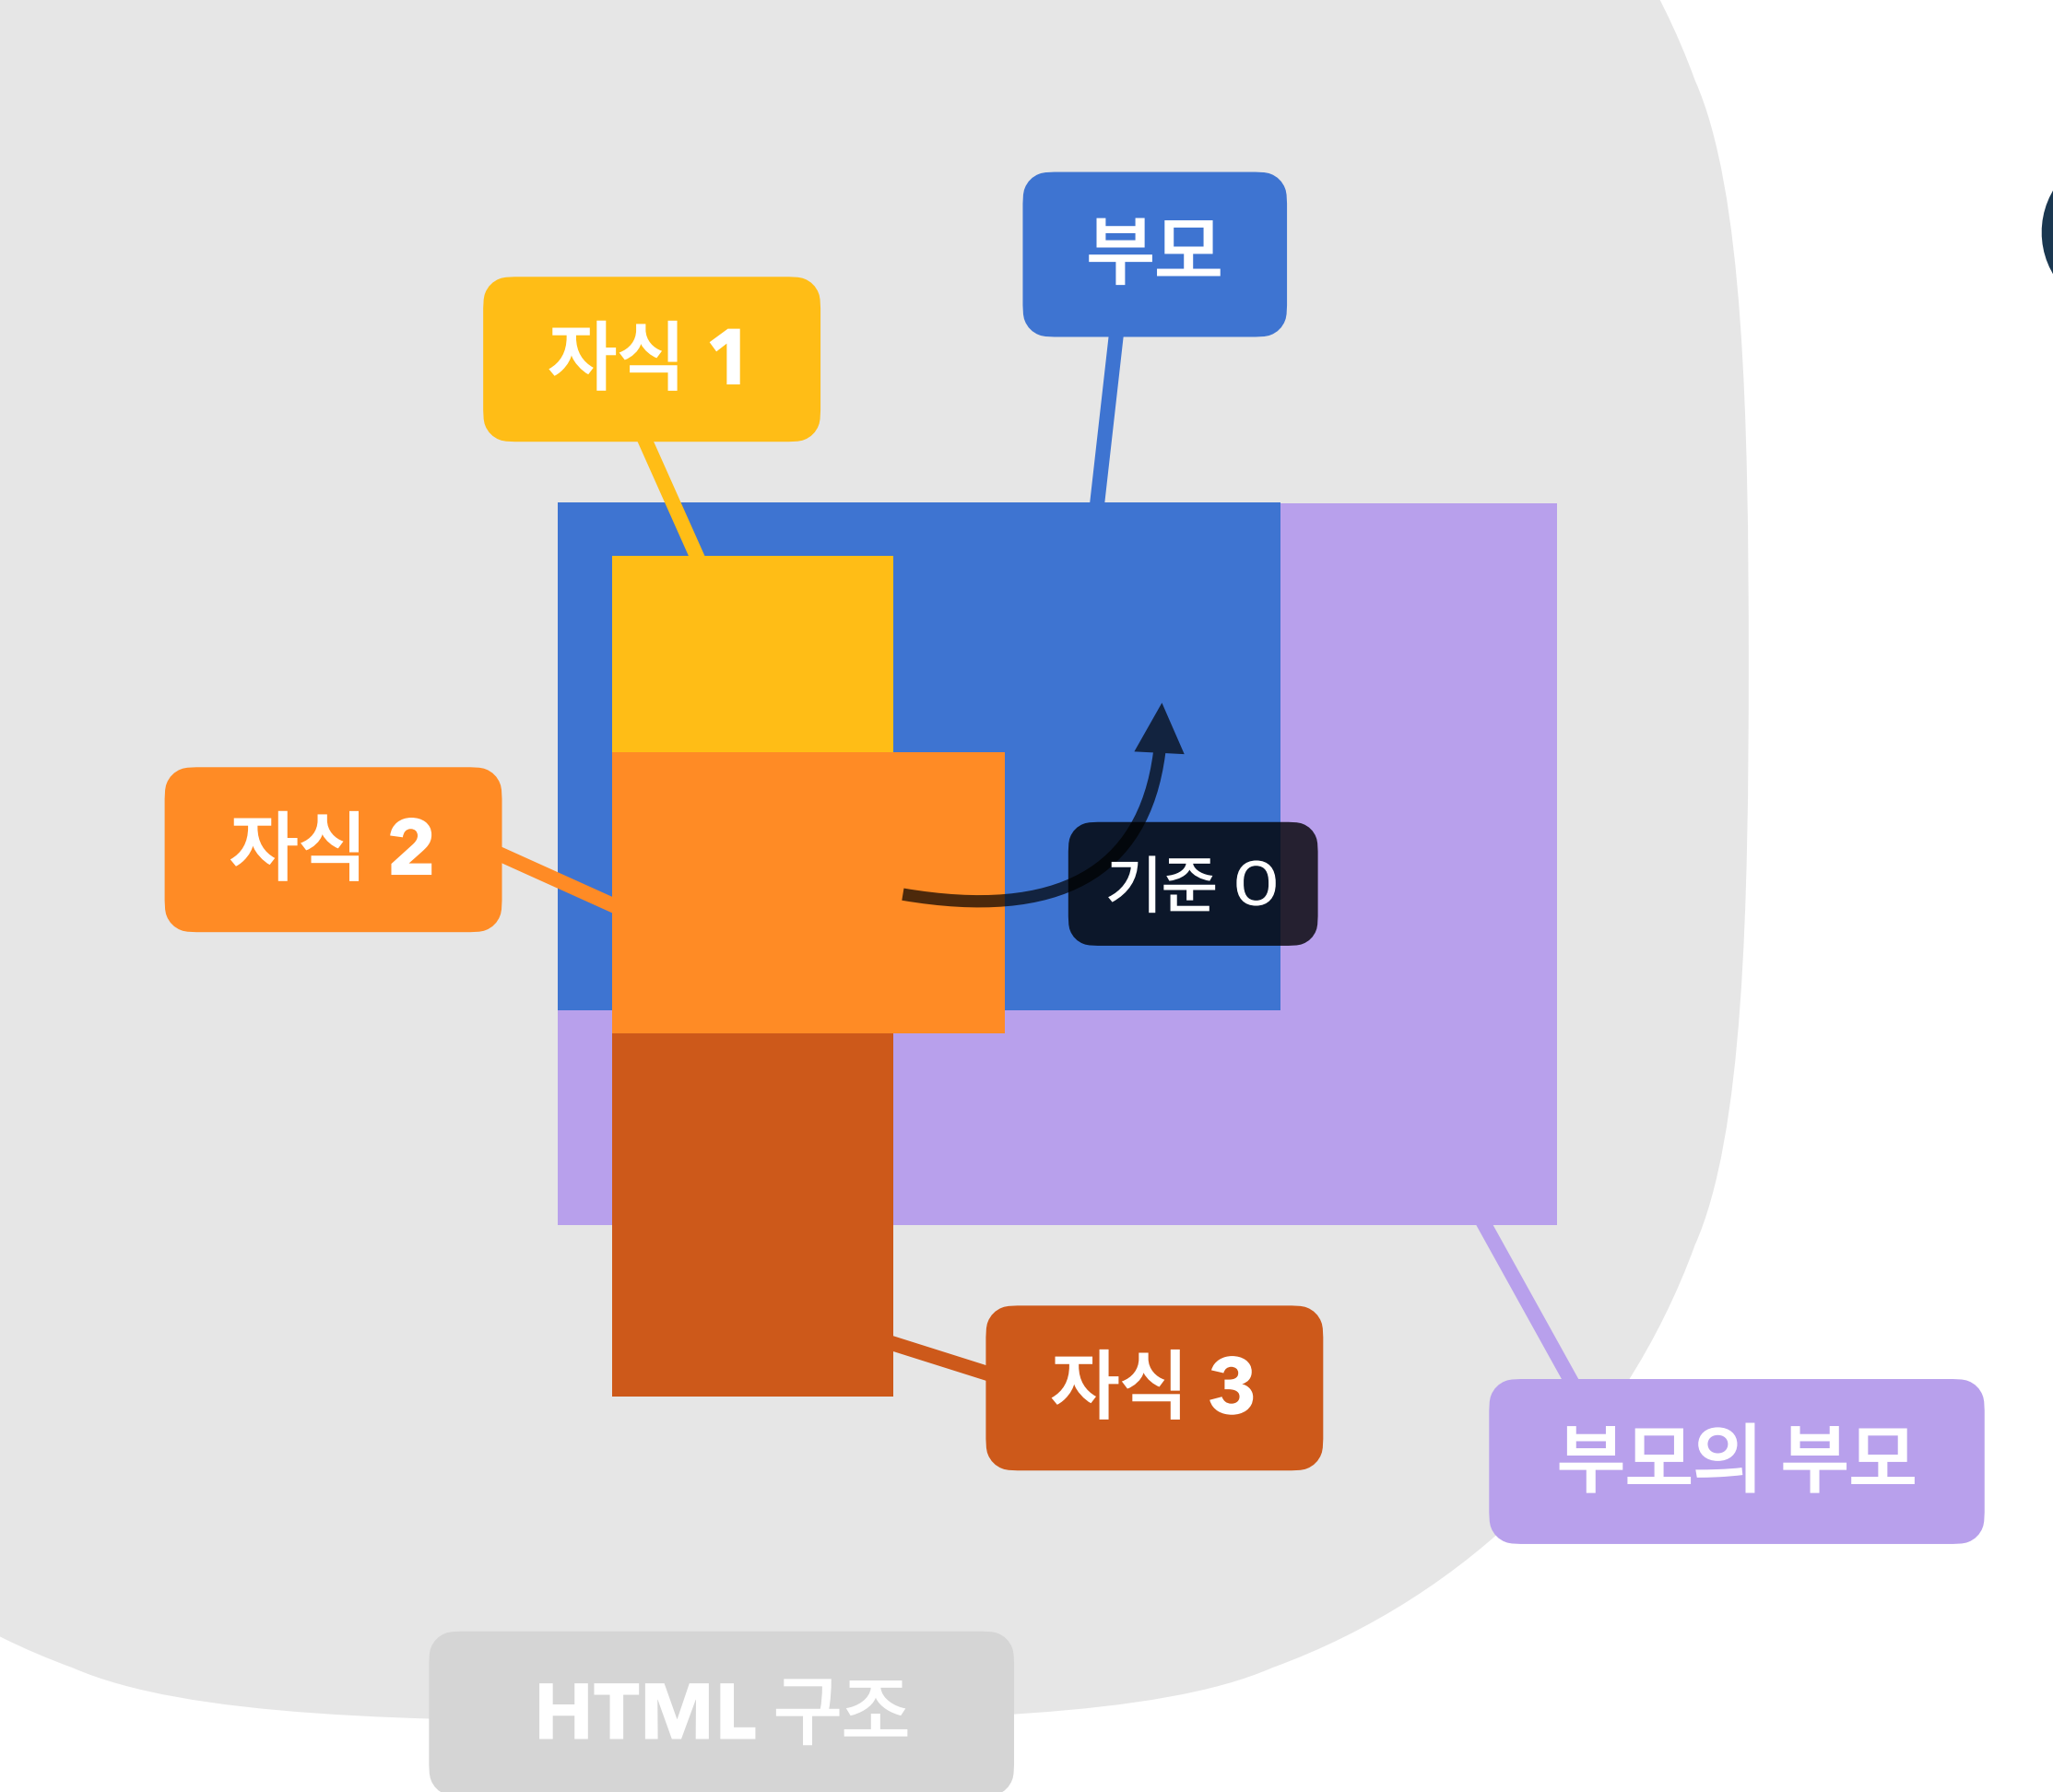 부모
자식 1
자식 2
기준 O
자식 3
부모의 부모
HTML 구조